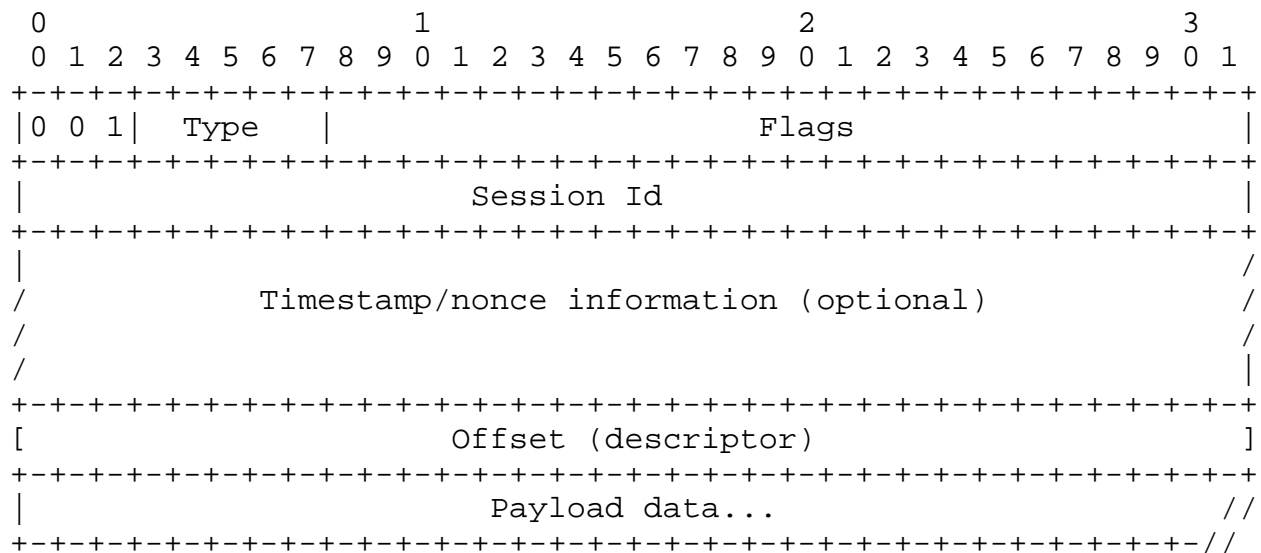 0                   1                   2                   3
 0 1 2 3 4 5 6 7 8 9 0 1 2 3 4 5 6 7 8 9 0 1 2 3 4 5 6 7 8 9 0 1
+-+-+-+-+-+-+-+-+-+-+-+-+-+-+-+-+-+-+-+-+-+-+-+-+-+-+-+-+-+-+-+-+
|0 0 1|  Type   |                      Flags                    |
+-+-+-+-+-+-+-+-+-+-+-+-+-+-+-+-+-+-+-+-+-+-+-+-+-+-+-+-+-+-+-+-+
|                       Session Id                              |
+-+-+-+-+-+-+-+-+-+-+-+-+-+-+-+-+-+-+-+-+-+-+-+-+-+-+-+-+-+-+-+-+
|                                                               /
/            Timestamp/nonce information (optional)             /
/                                                               /
/                                                               |
+-+-+-+-+-+-+-+-+-+-+-+-+-+-+-+-+-+-+-+-+-+-+-+-+-+-+-+-+-+-+-+-+
[                      Offset (descriptor)                      ]
+-+-+-+-+-+-+-+-+-+-+-+-+-+-+-+-+-+-+-+-+-+-+-+-+-+-+-+-+-+-+-+-+
|                        Payload data...                       //
+-+-+-+-+-+-+-+-+-+-+-+-+-+-+-+-+-+-+-+-+-+-+-+-+-+-+-+-+-+-+-//